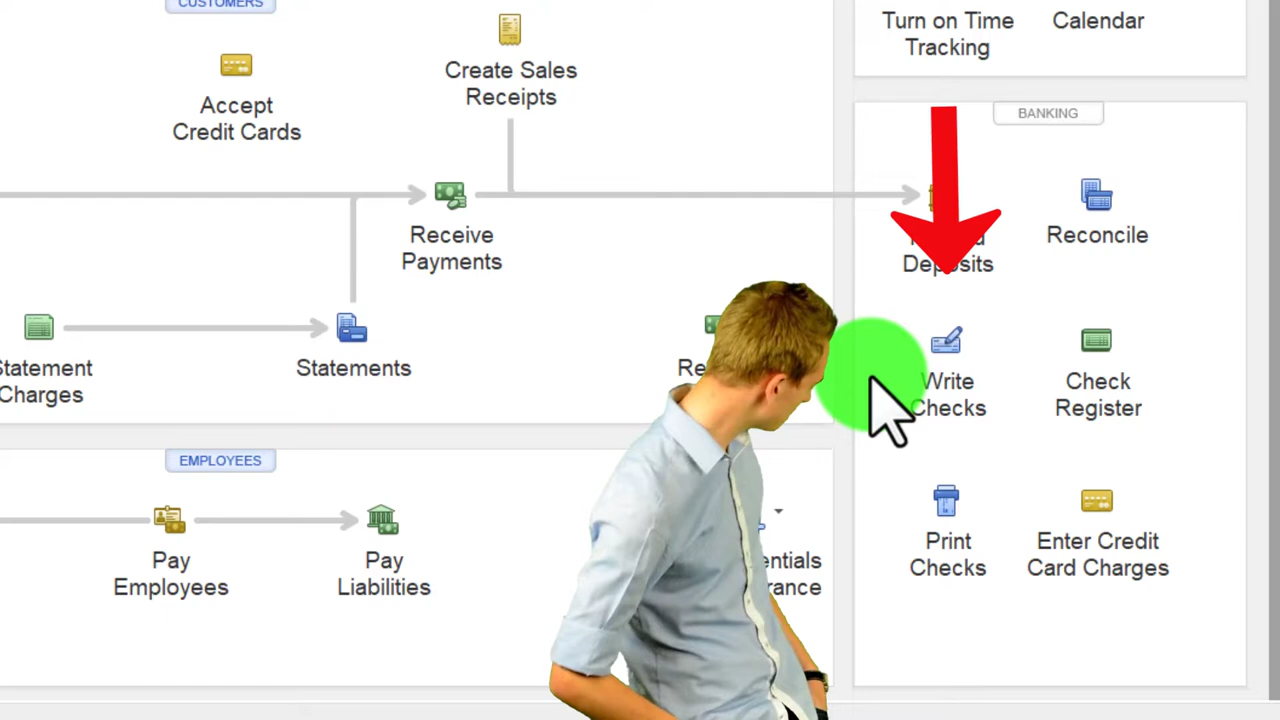 CUSTOMERS
Create Sales
Receipts
Accept
Credit Cards
Receive
Payments
Statement
Charges
Statements
Turn on Time
Tracking
Calendar
BANKING
Deposits
Reconcile
Write
Checks
Check
Register
Print
Checks
Enter Credit
Card Charges
EMPLOYEES
Pay
Employees
Pay
Liabilities